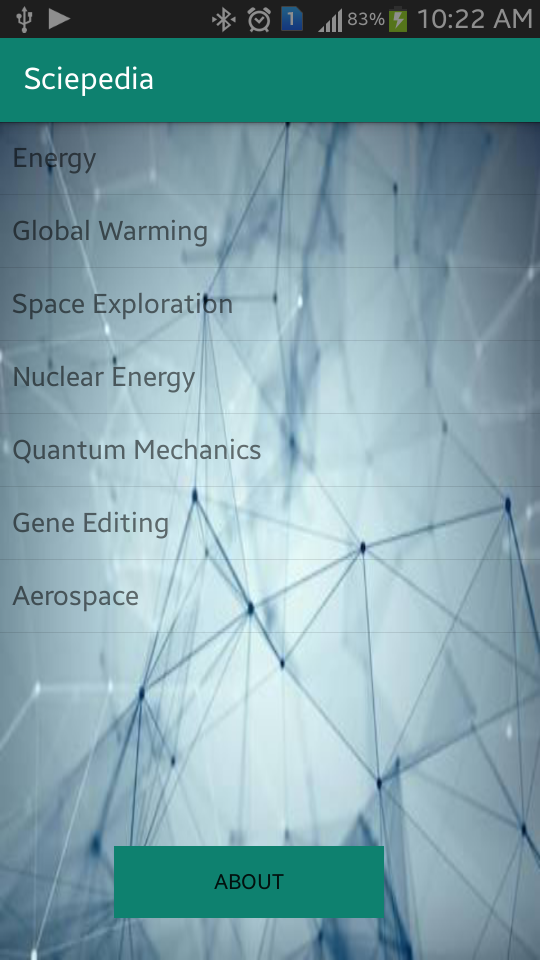 1 83% 10:22 AM
Sciepedia
Energy
Global Warming
Space Exploration
Nuclear Energy
Quantum Mechanics
Gene Editing
Aerospace
ABOUT